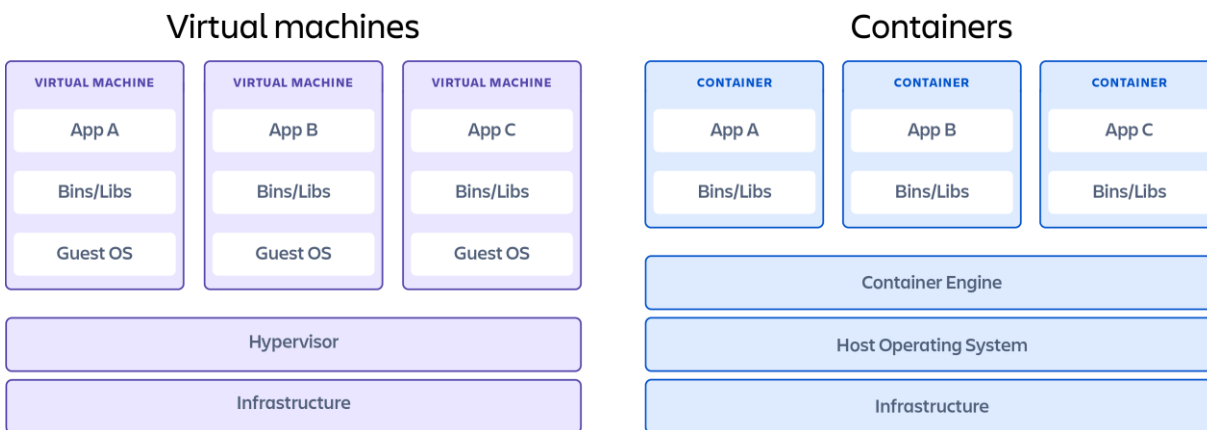 Virtual machines
VIRTUAL MACHINE
App A
Bins/Libs
Guest OS
VIRTUAL MACHINE
App B
Bins/Libs
Guest OS
VIRTUAL MACHINE
App C
Bins/Libs
Guest OS
Hypervisor
Infrastructure
Containers
CONTAINER
App A
Bins/Libs
CONTAINER
App B
Bins/Libs
CONTAINER
App C
Bins/Libs
Container Engine
Host Operating System
Infrastructure